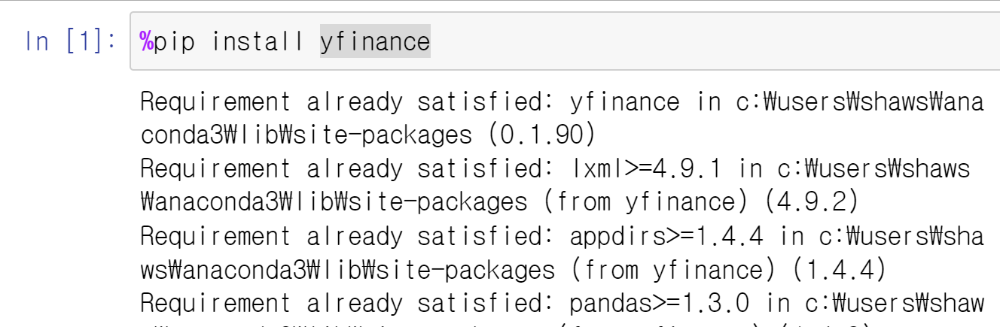 In [1]: %pip install yfinance
Requirement already satisfied: yfinance in c:₩users₩shaws₩ana
conda3₩lib₩site-packages (0.1.90)
Requirement already satisfied: lxml>=4.9.1 in c:₩users₩shaws
₩anaconda3₩lib₩site-packages (from yfinance) (4.9.2)
Requirement already satisfied: appdirs>=1.4.4 in c:₩users₩sha
ws₩anaconda3₩lib₩site-packages (from yfinance) (1.4.4)
Requirement already satisfied: pandas>=1.3.0 in c:₩users₩shaw